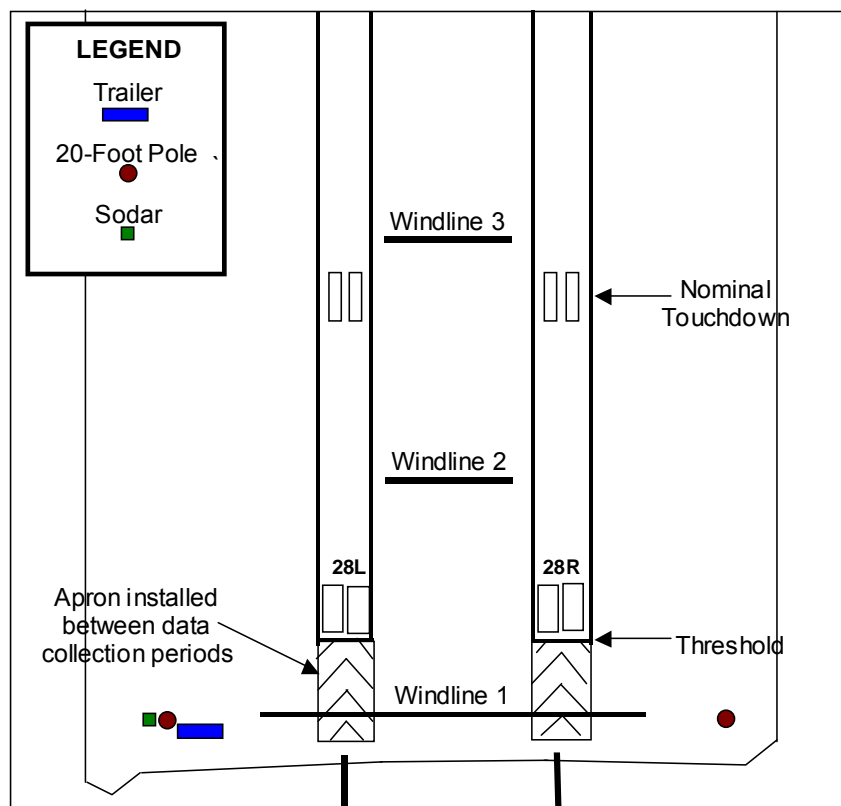 LEGEND
Trailer
20-Foot Pole
Sodar
Windline 3
Nominal
Touchdown
Windline 2
28L
28R
Apron installed
between data
collection periods
Threshold
Windline 1